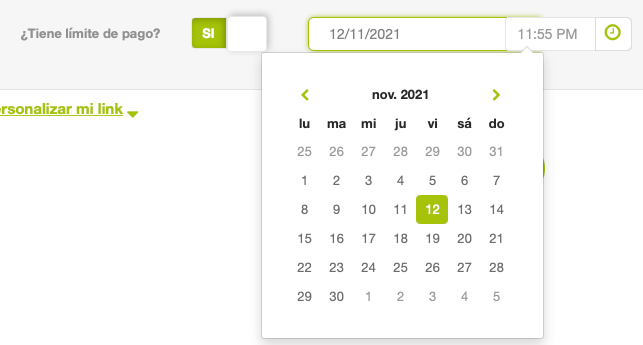 ¿Tiene límite de pago? SI 12/11/2021 11:55 PM
rsonalizar mi link
nov. 2021
lu ma mi ju vi sá do
25 26 27 28 29 30 31
1 2 3 4 5 6 7
8 9 10 11 12 13 14
15 16 17 18 19 20 21
22 23 24 25 26 27 28
29 30 1 2 3 4 5